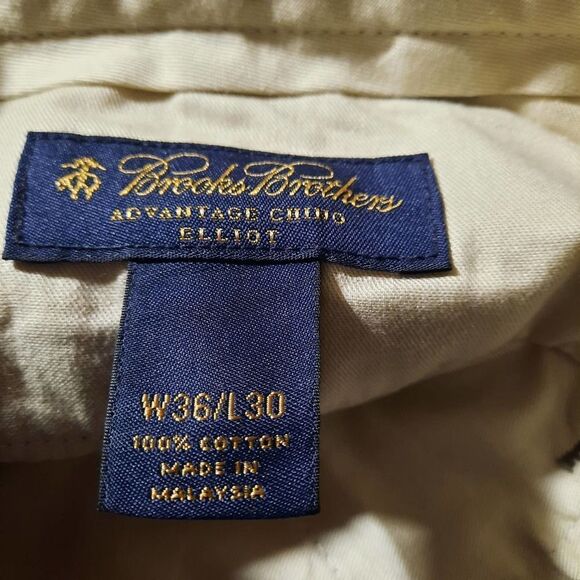 Brooks Brothers
ADVANTAGE CHINO
ELLIOT
W36/L30
100% COTTON
MADE IN
MALAYSIA